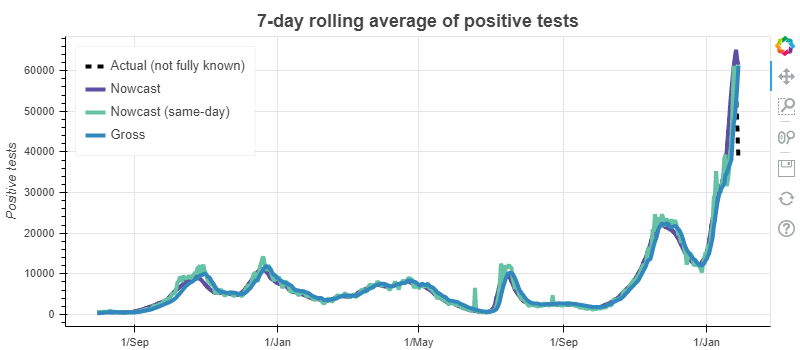 7-day rolling average of positive tests
Actual (not fully known)
Nowcast
Nowcast (same-day)
Gross
Positive tests
60000
50000
40000
30000
20000
10000
0
1/Sep
1/Jan
1/May
1/Sep
1/Jan